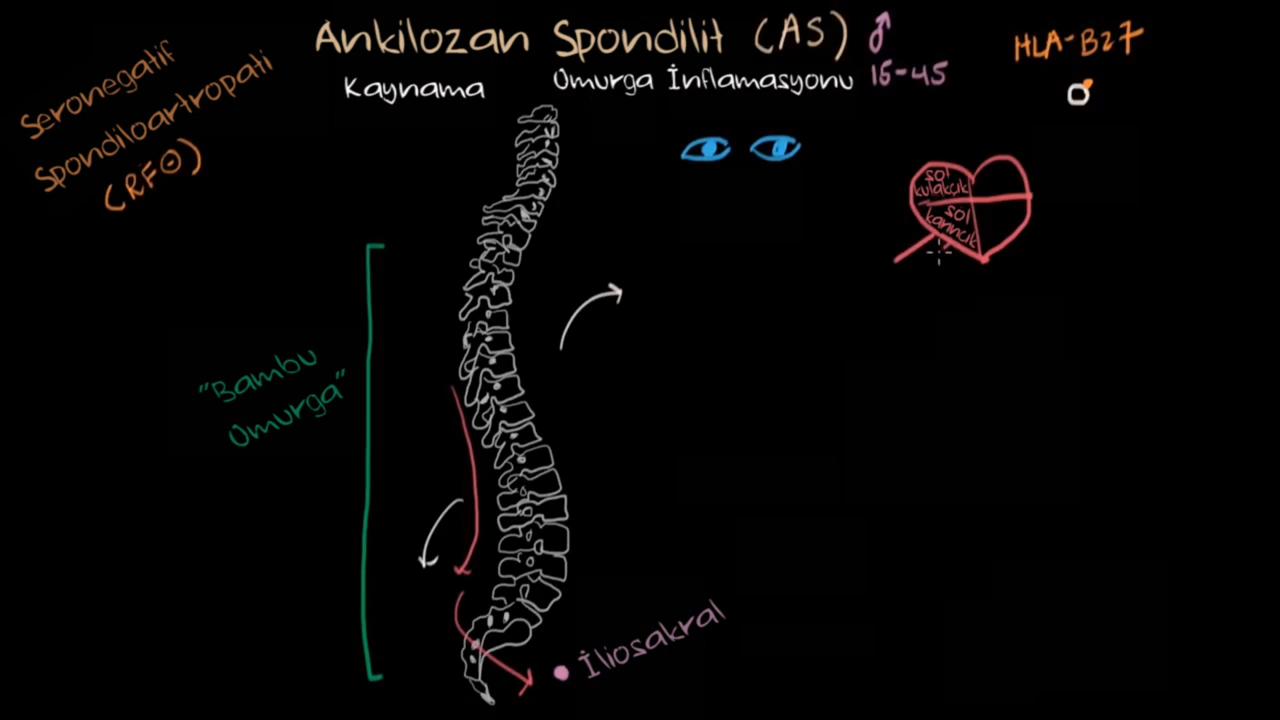 Ankilozan Spondilit (AS) ♂
Kaynama
Omurga İnflamasyonu
16-45
HLA-B27
Seronegatif
Spondiloartropati
(RF⊖)
sol
kulakçık
sol
karıncık
"Bambu
Omurga"
İliosakral